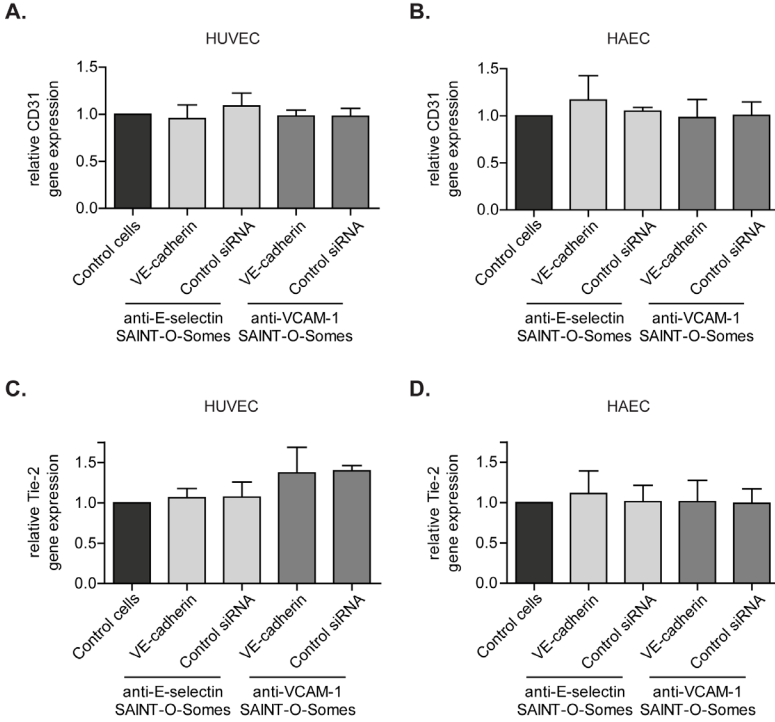 A.
HUVEC
relative CD31
gene expression
1.5
1.0
0.5
0.0
Control cells
VE-cadherin
Control siRNA
VE-cadherin
Control siRNA
anti-E-selectin
SAINT-O-Somes
anti-VCAM-1
SAINT-O-Somes
B.
HAEC
relative CD31
gene expression
1.5
1.0
0.5
0.0
Control cells
VE-cadherin
Control siRNA
VE-cadherin
Control siRNA
anti-E-selectin
SAINT-O-Somes
anti-VCAM-1
SAINT-O-Somes
C.
HUVEC
relative Tie-2
gene expression
1.5
1.0
0.5
0.0
Control cells
VE-cadherin
Control siRNA
VE-cadherin
Control siRNA
anti-E-selectin
SAINT-O-Somes
anti-VCAM-1
SAINT-O-Somes
D.
HAEC
relative Tie-2
gene expression
1.5
1.0
0.5
0.0
Control cells
VE-cadherin
Control siRNA
VE-cadherin
Control siRNA
anti-E-selectin
SAINT-O-Somes
anti-VCAM-1
SAINT-O-Somes